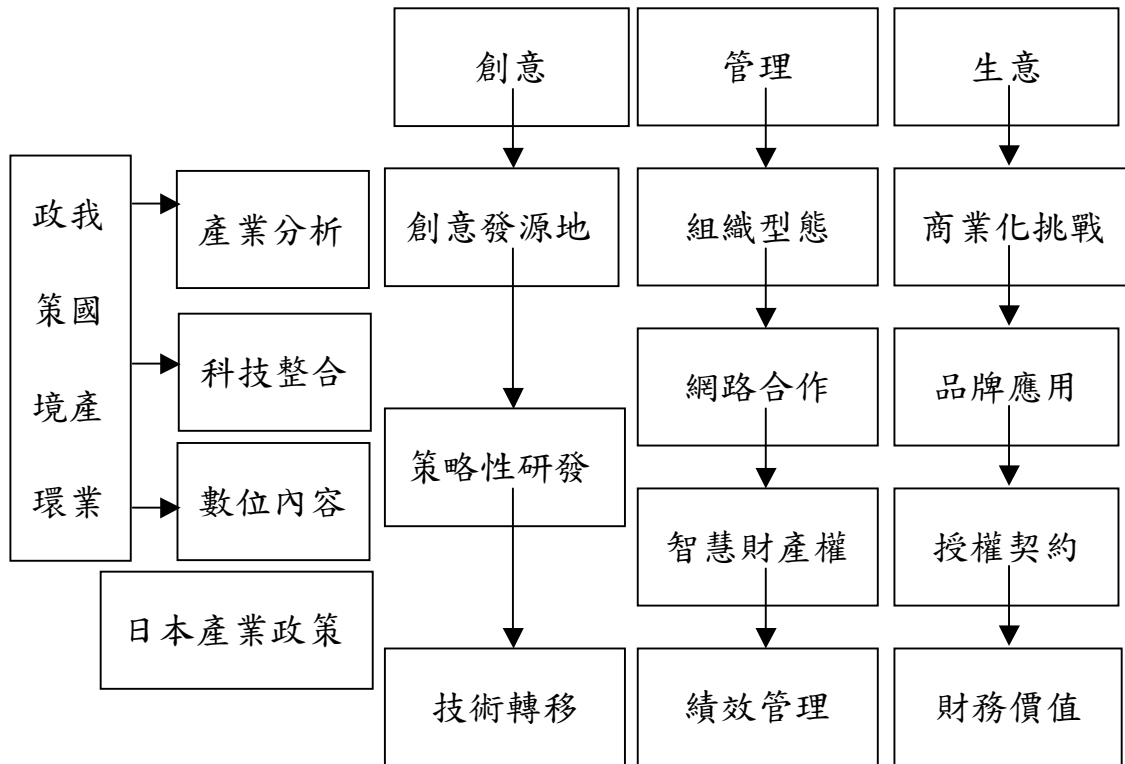 創意
管理
生意
政我
策國
境產
環業
產業分析
科技整合
數位內容
日本產業政策
創意發源地
策略性研發
技術轉移
組織型態
網路合作
智慧財產權
績效管理
商業化挑戰
品牌應用
授權契約
財務價值